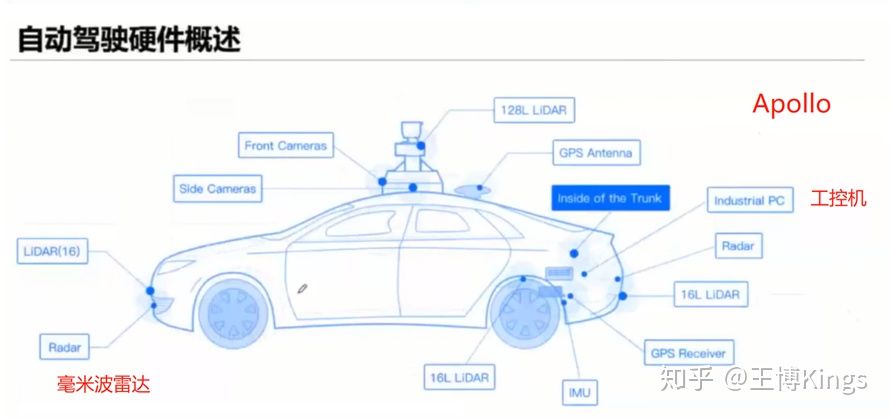 自动驾驶硬件概述
Apollo
128L LiDAR
Front Cameras
GPS Antenna
Side Cameras
Inside of the Trunk
Industrial PC
工控机
LiDAR(16)
Radar
16L LiDAR
Radar
GPS Receiver
毫米波雷达
16L LiDAR
IMU
知乎 @王博Kings